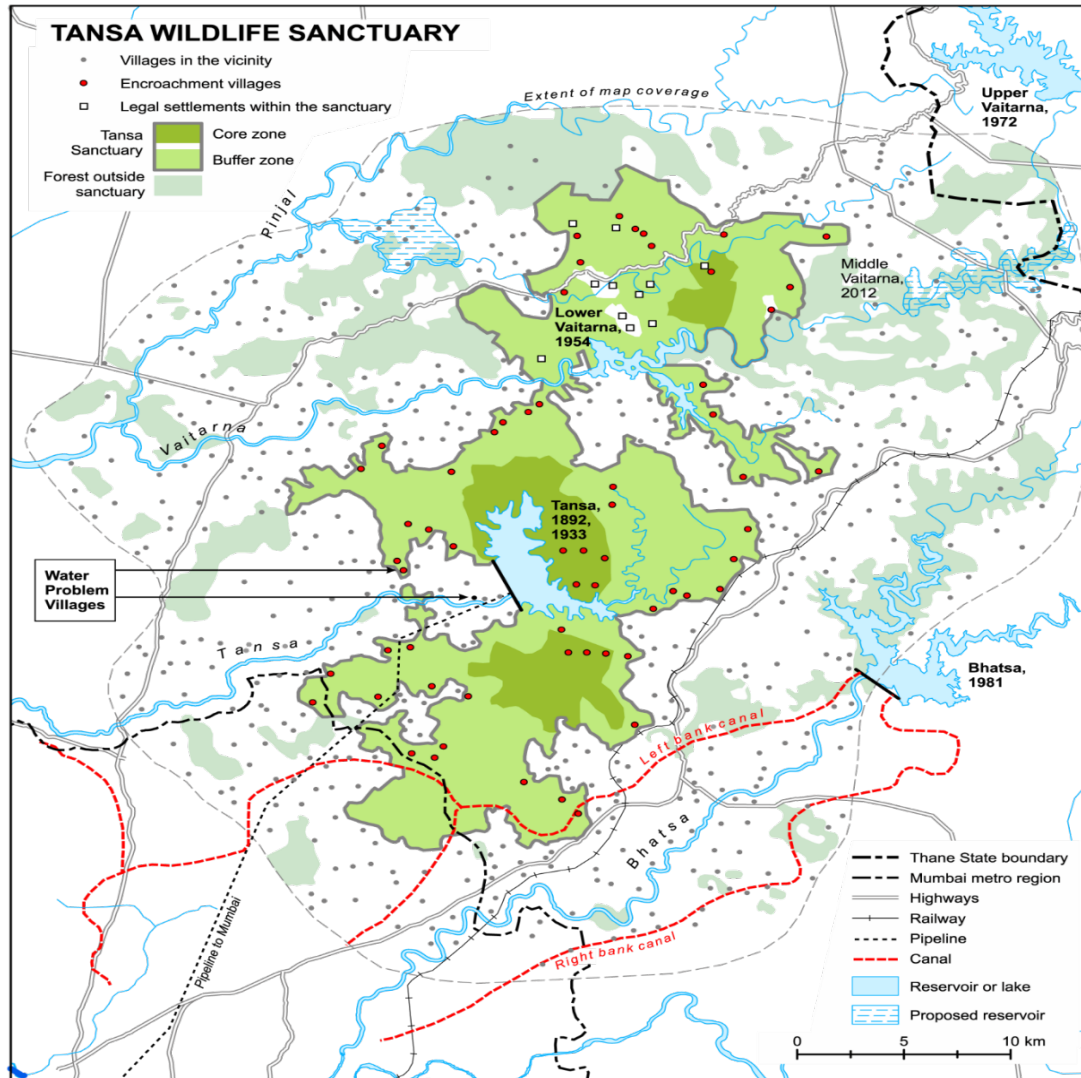 TANSA WILDLIFE SANCTUARY
Villages in the vicinity
Encroachment villages
Legal settlements within the sanctuary
Tansa
Sanctuary
Core zone
Buffer zone
Forest outside
sanctuary
Extent of map coverage
Upper
Vaitarna,
1972
Pinjal
Middle
Vaitarna,
2012
Lower
Vaitarna,
1954
Vaitarna
Tansa,
1892,
1933
Water
Problem
Villages
Tansa
Bhatsa,
1981
Left bank canal
Bhatsa
Right bank canal
Pipeline to Mumbai
Thane State boundary
Mumbai metro region
Highways
Railway
Pipeline
Canal
Reservoir or lake
Proposed reservoir
0 5 10 km